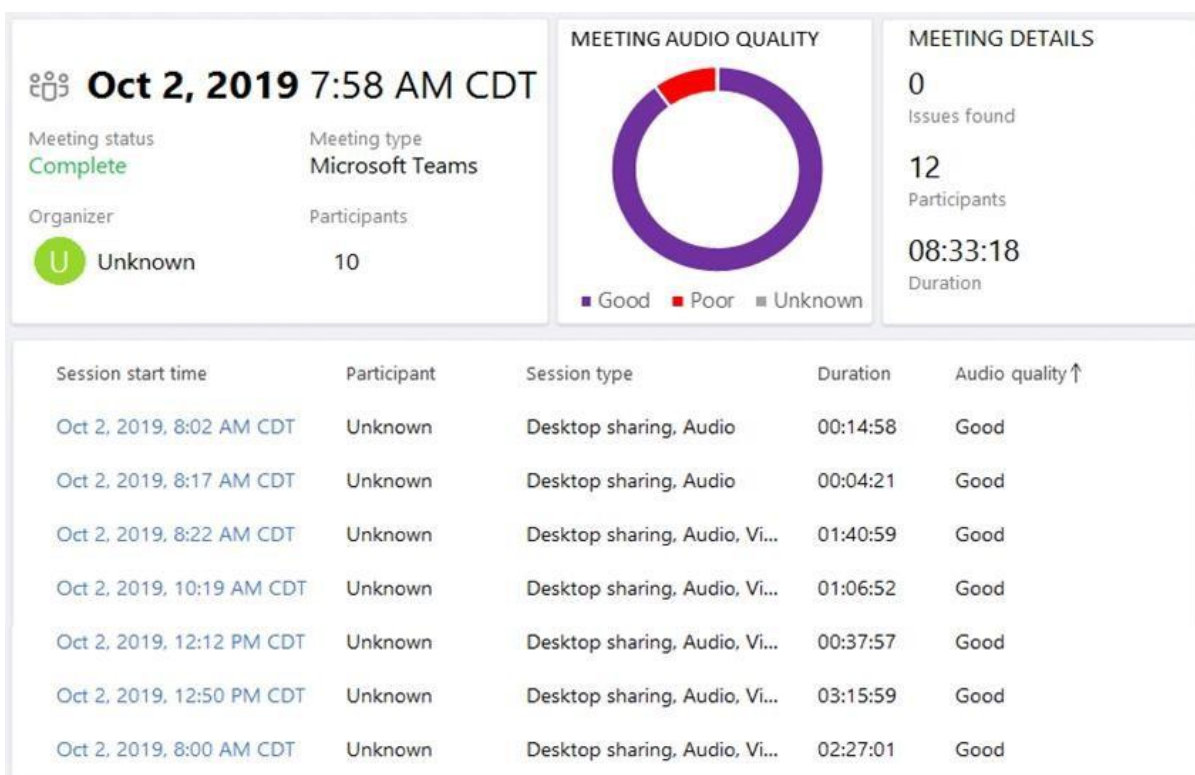 Oct 2, 2019 7:58 AM CDT
Meeting status Meeting type
Complete Microsoft Teams
Organizer Participants
U Unknown 10
MEETING AUDIO QUALITY
Good Poor Unknown
MEETING DETAILS
0
Issues found
12
Participants
08:33:18
Duration
Session start time Participant Session type Duration Audio quality↑
Oct 2, 2019, 8:02 AM CDT Unknown Desktop sharing, Audio 00:14:58 Good
Oct 2, 2019, 8:17 AM CDT Unknown Desktop sharing, Audio 00:04:21 Good
Oct 2, 2019, 8:22 AM CDT Unknown Desktop sharing, Audio, Vi... 01:40:59 Good
Oct 2, 2019, 10:19 AM CDT Unknown Desktop sharing, Audio, Vi... 01:06:52 Good
Oct 2, 2019, 12:12 PM CDT Unknown Desktop sharing, Audio, Vi... 00:37:57 Good
Oct 2, 2019, 12:50 PM CDT Unknown Desktop sharing, Audio, Vi... 03:15:59 Good
Oct 2, 2019, 8:00 AM CDT Unknown Desktop sharing, Audio, Vi... 02:27:01 Good